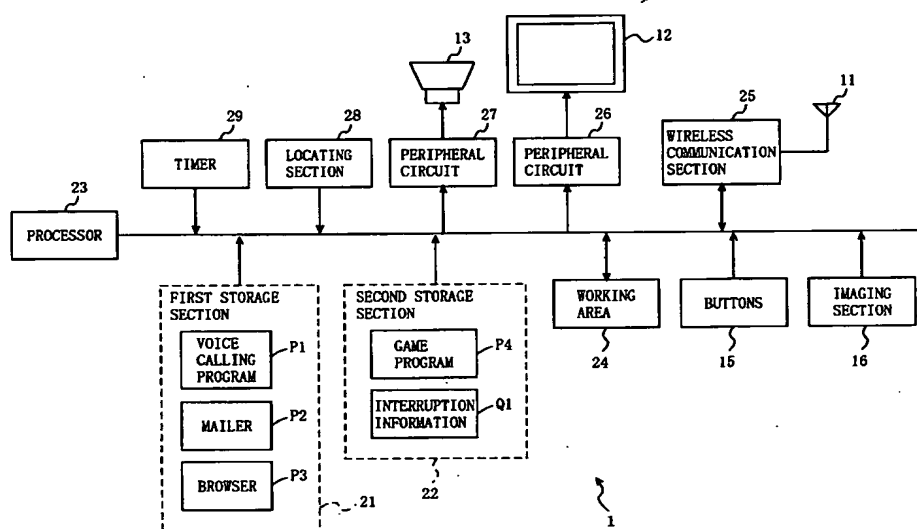 13
12
11
29
28
27
26
25
TIMER
LOCATING
SECTION
PERIPHERAL
CIRCUIT
PERIPHERAL
CIRCUIT
WIRELESS
COMMUNICATION
SECTION
23
PROCESSOR
FIRST STORAGE
SECTION
VOICE
CALLING
PROGRAM
P1
MAILER
P2
BROWSER
P3
21
SECOND STORAGE
SECTION
GAME
PROGRAM
P4
INTERRUPTION
INFORMATION
Q1
22
WORKING
AREA
24
BUTTONS
15
IMAGING
SECTION
16
1